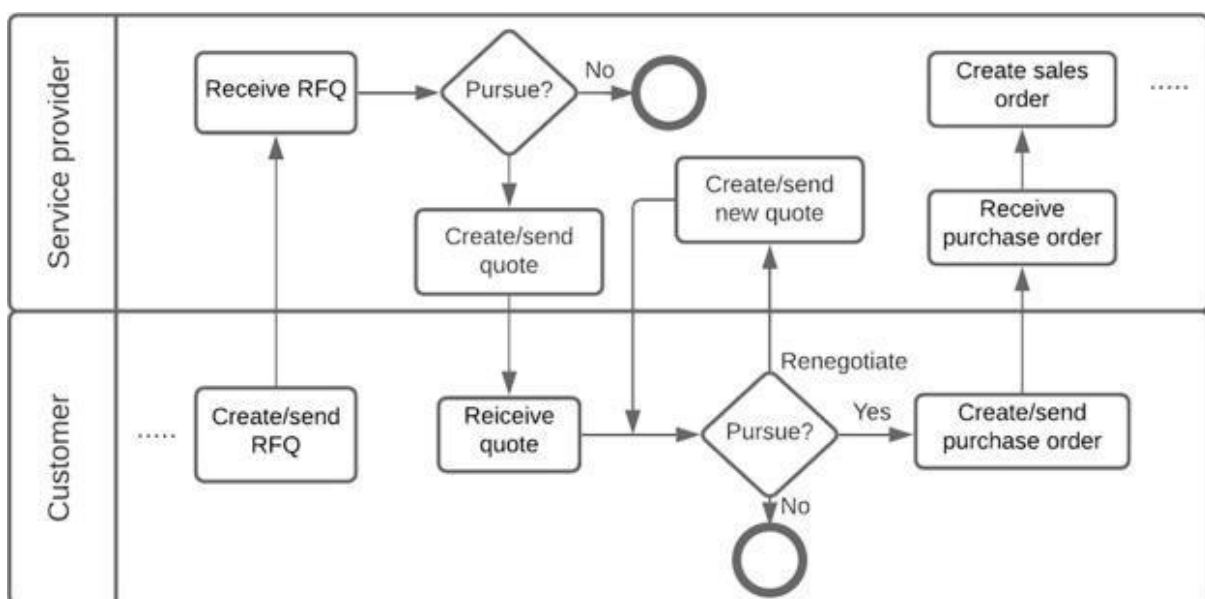 Service provider
Receive RFQ
Pursue?
No
Create/send
quote
Create/send
new quote
Create sales
order
.....
Receive
purchase order
Customer
.....
Create/send
RFQ
Reiceive
quote
Renegotiate
Pursue?
Yes
No
Create/send
purchase order